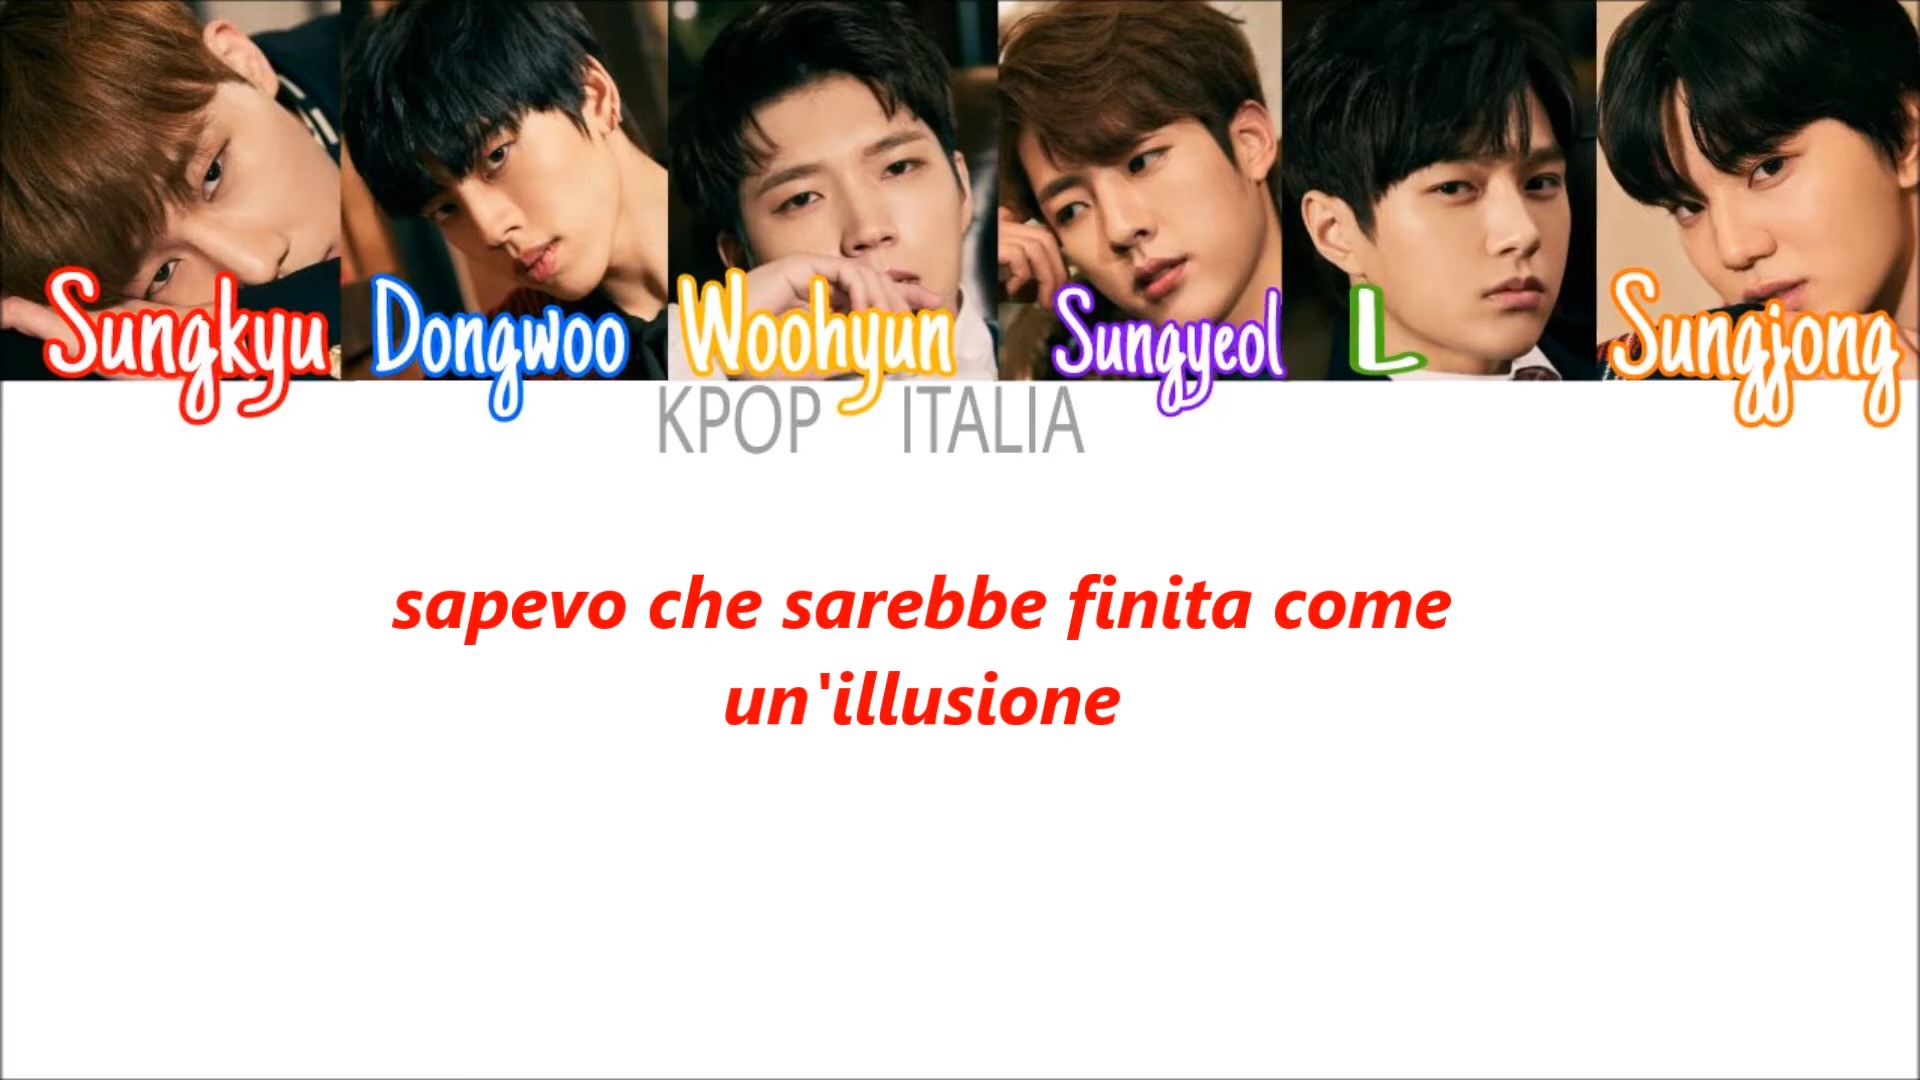 Sungkyu Dongwoo Woohyun Sungyeol L Sungjong
KPOP ITALIA
sapevo che sarebbe finita come
un'illusione